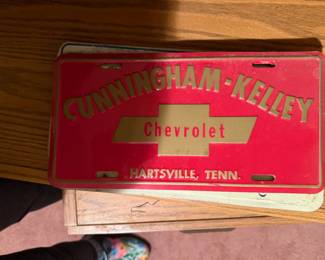 CUNNINGHAM-KELLEY
Chevrolet
HARTSVILLE, TENN.